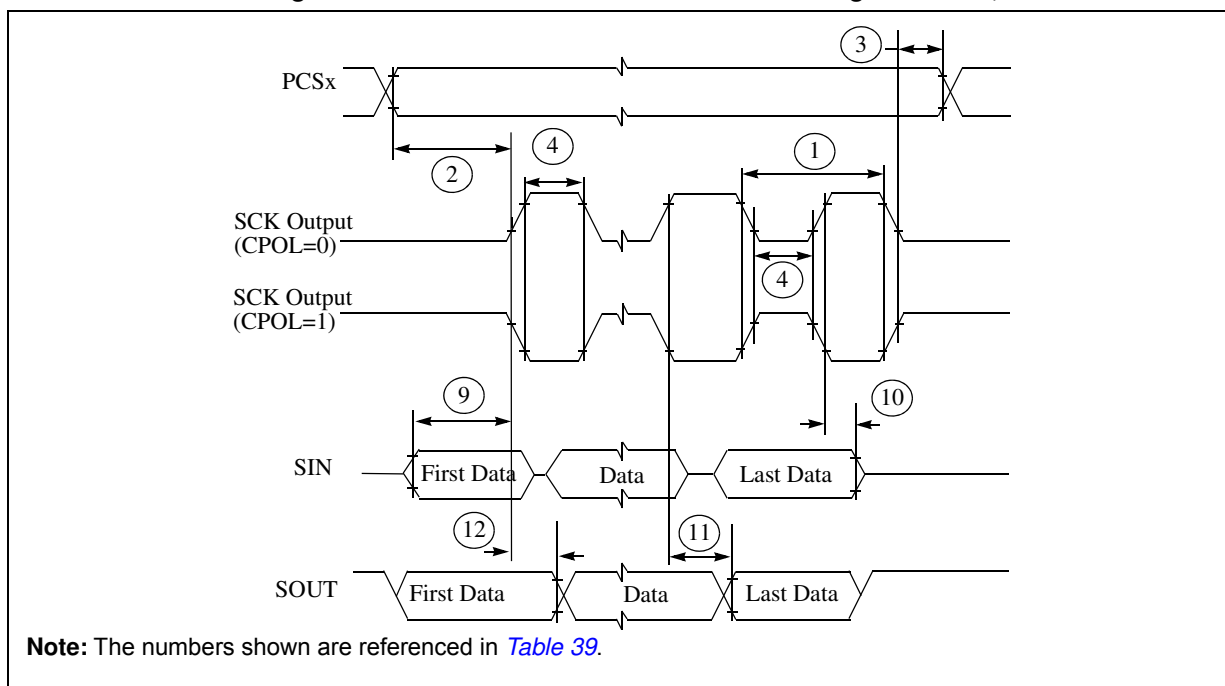 3
PCSx
4
1
2
SCK Output
(CPOL=0)
4
SCK Output
(CPOL=1)
9
10
SIN
First Data
Data
Last Data
12
11
SOUT
First Data
Data
Last Data
Note: The numbers shown are referenced in Table 39.